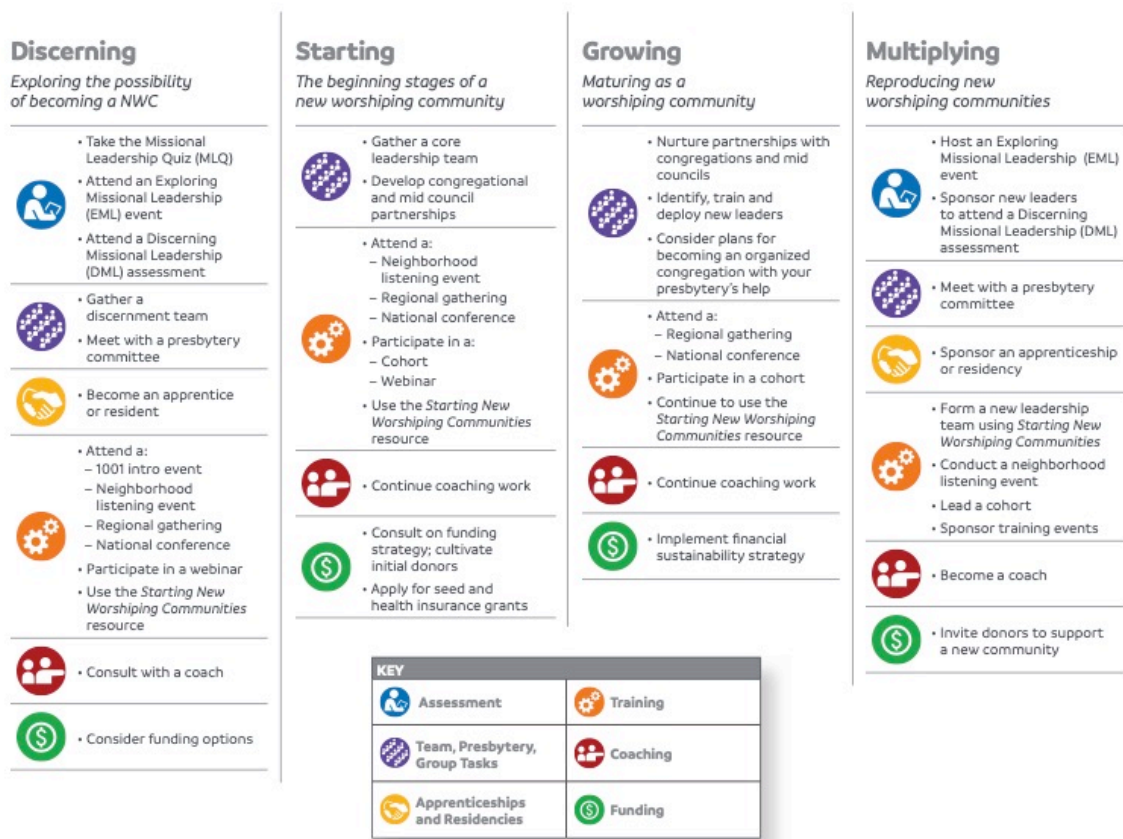 Discerning
Exploring the possibility
of becoming a NWC
• Take the Missional
Leadership Quiz (MLQ)
• Attend an Exploring
Missional Leadership
(EML) event
• Attend a Discerning
Missional Leadership
(DML) assessment
• Gather a
discernment team
• Meet with a presbytery
committee
• Become an apprentice
or resident
• Attend a:
– 1001 intro event
– Neighborhood
listening event
– Regional gathering
– National conference
• Participate in a webinar
• Use the Starting New
Worshiping Communities
resource
• Consult with a coach
• Consider funding options
Starting
The beginning stages of a
new worshiping community
• Gather a core
leadership team
• Develop congregational
and mid council
partnerships
• Attend a:
– Neighborhood
listening event
– Regional gathering
– National conference
• Participate in a:
– Cohort
– Webinar
• Use the Starting New
Worshiping Communities
resource
• Continue coaching work
• Consult on funding
strategy; cultivate
initial donors
• Apply for seed and
health insurance grants
Growing
Maturing as a
worshiping community
• Nurture partnerships with
congregations and mid
councils
• Identify, train and
deploy new leaders
• Consider plans for
becoming an organized
congregation with your
presbytery's help
• Attend a:
– Regional gathering
– National conference
• Participate in a cohort
• Continue to use the
Starting New Worshiping
Communities resource
• Continue coaching work
• Implement financial
sustainability strategy
Multiplying
Reproducing new
worshiping communities
• Host an Exploring
Missional Leadership (EML)
event
• Sponsor new leaders
to attend a Discerning
Missional Leadership (DML)
assessment
• Meet with a presbytery
committee
• Sponsor an apprenticeship
or residency
• Form a new leadership
team using Starting New
Worshiping Communities
• Conduct a neighborhood
listening event
• Lead a cohort
• Sponsor training events
• Become a coach
• Invite donors to support
a new community
KEY
Assessment
Training
Team, Presbytery,
Group Tasks
Coaching
Apprenticeships
and Residencies
Funding